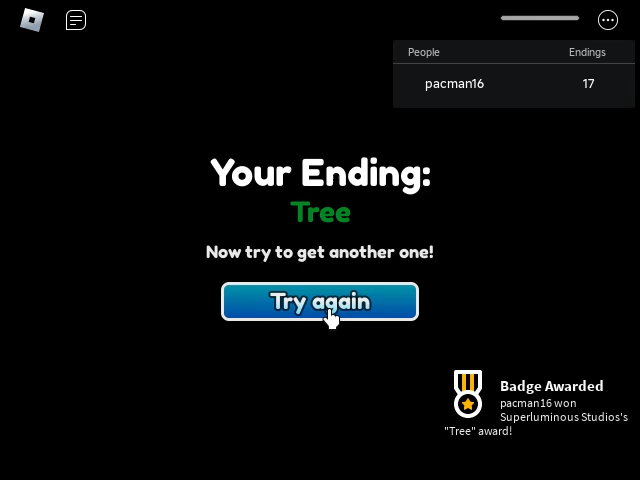 People Endings
pacman16 17
Your Ending:
Tree
Now try to get another one!
Try again
Badge Awarded
pacman16 won
Superluminous Studios's
"Tree" award!